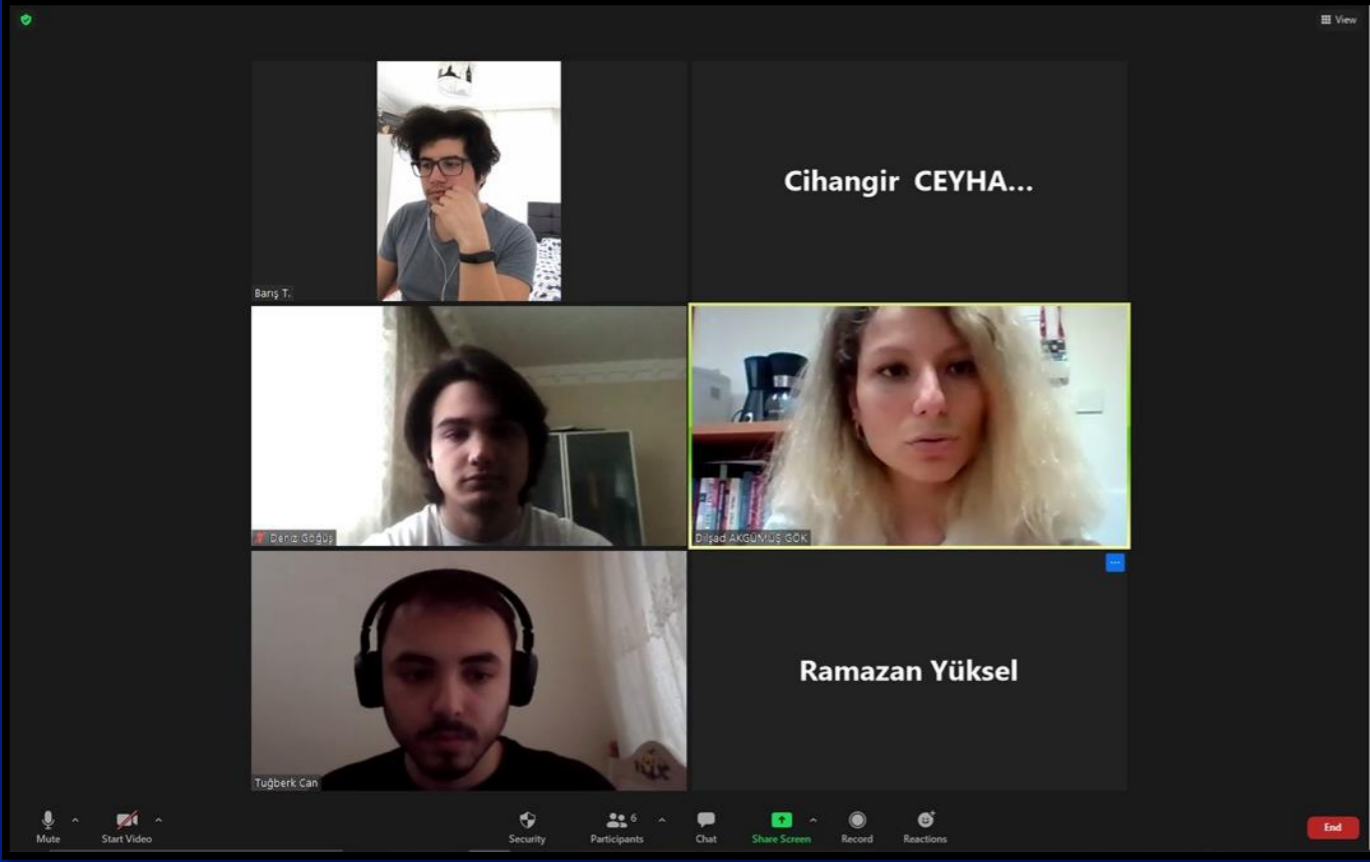 View
Cihangir CEYHA...
Barış T.
Deniz Göğüş
Dilşad AKGÜMÜŞ GÖK
Ramazan Yüksel
Tuğberk Can
Mute
Start Video
Security
6
Participants
Chat
Share Screen
Record
Reactions
End